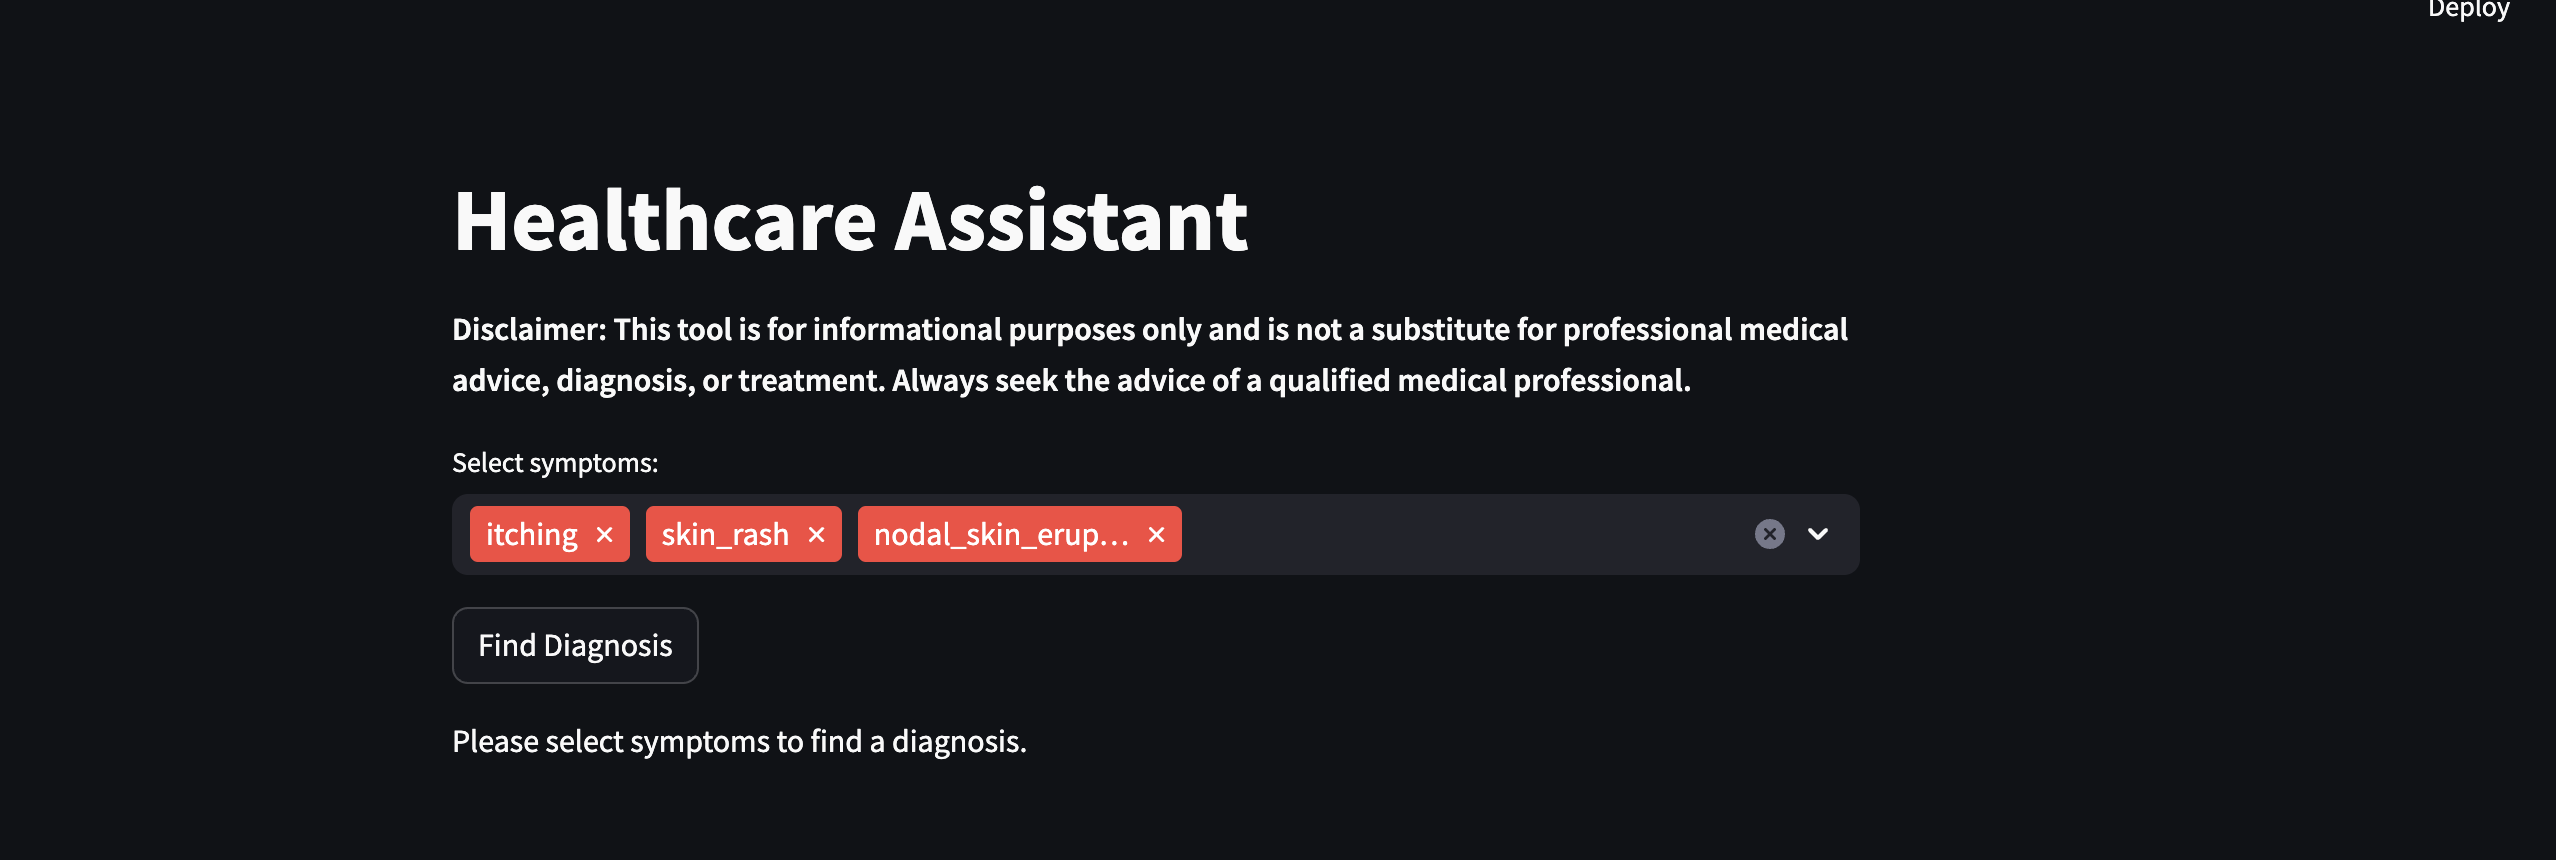 Deploy
Healthcare Assistant
Disclaimer: This tool is for informational purposes only and is not a substitute for professional medical
advice, diagnosis, or treatment. Always seek the advice of a qualified medical professional.
Select symptoms:
itching × skin_rash × nodal_skin_erup… ×
Find Diagnosis
Please select symptoms to find a diagnosis.